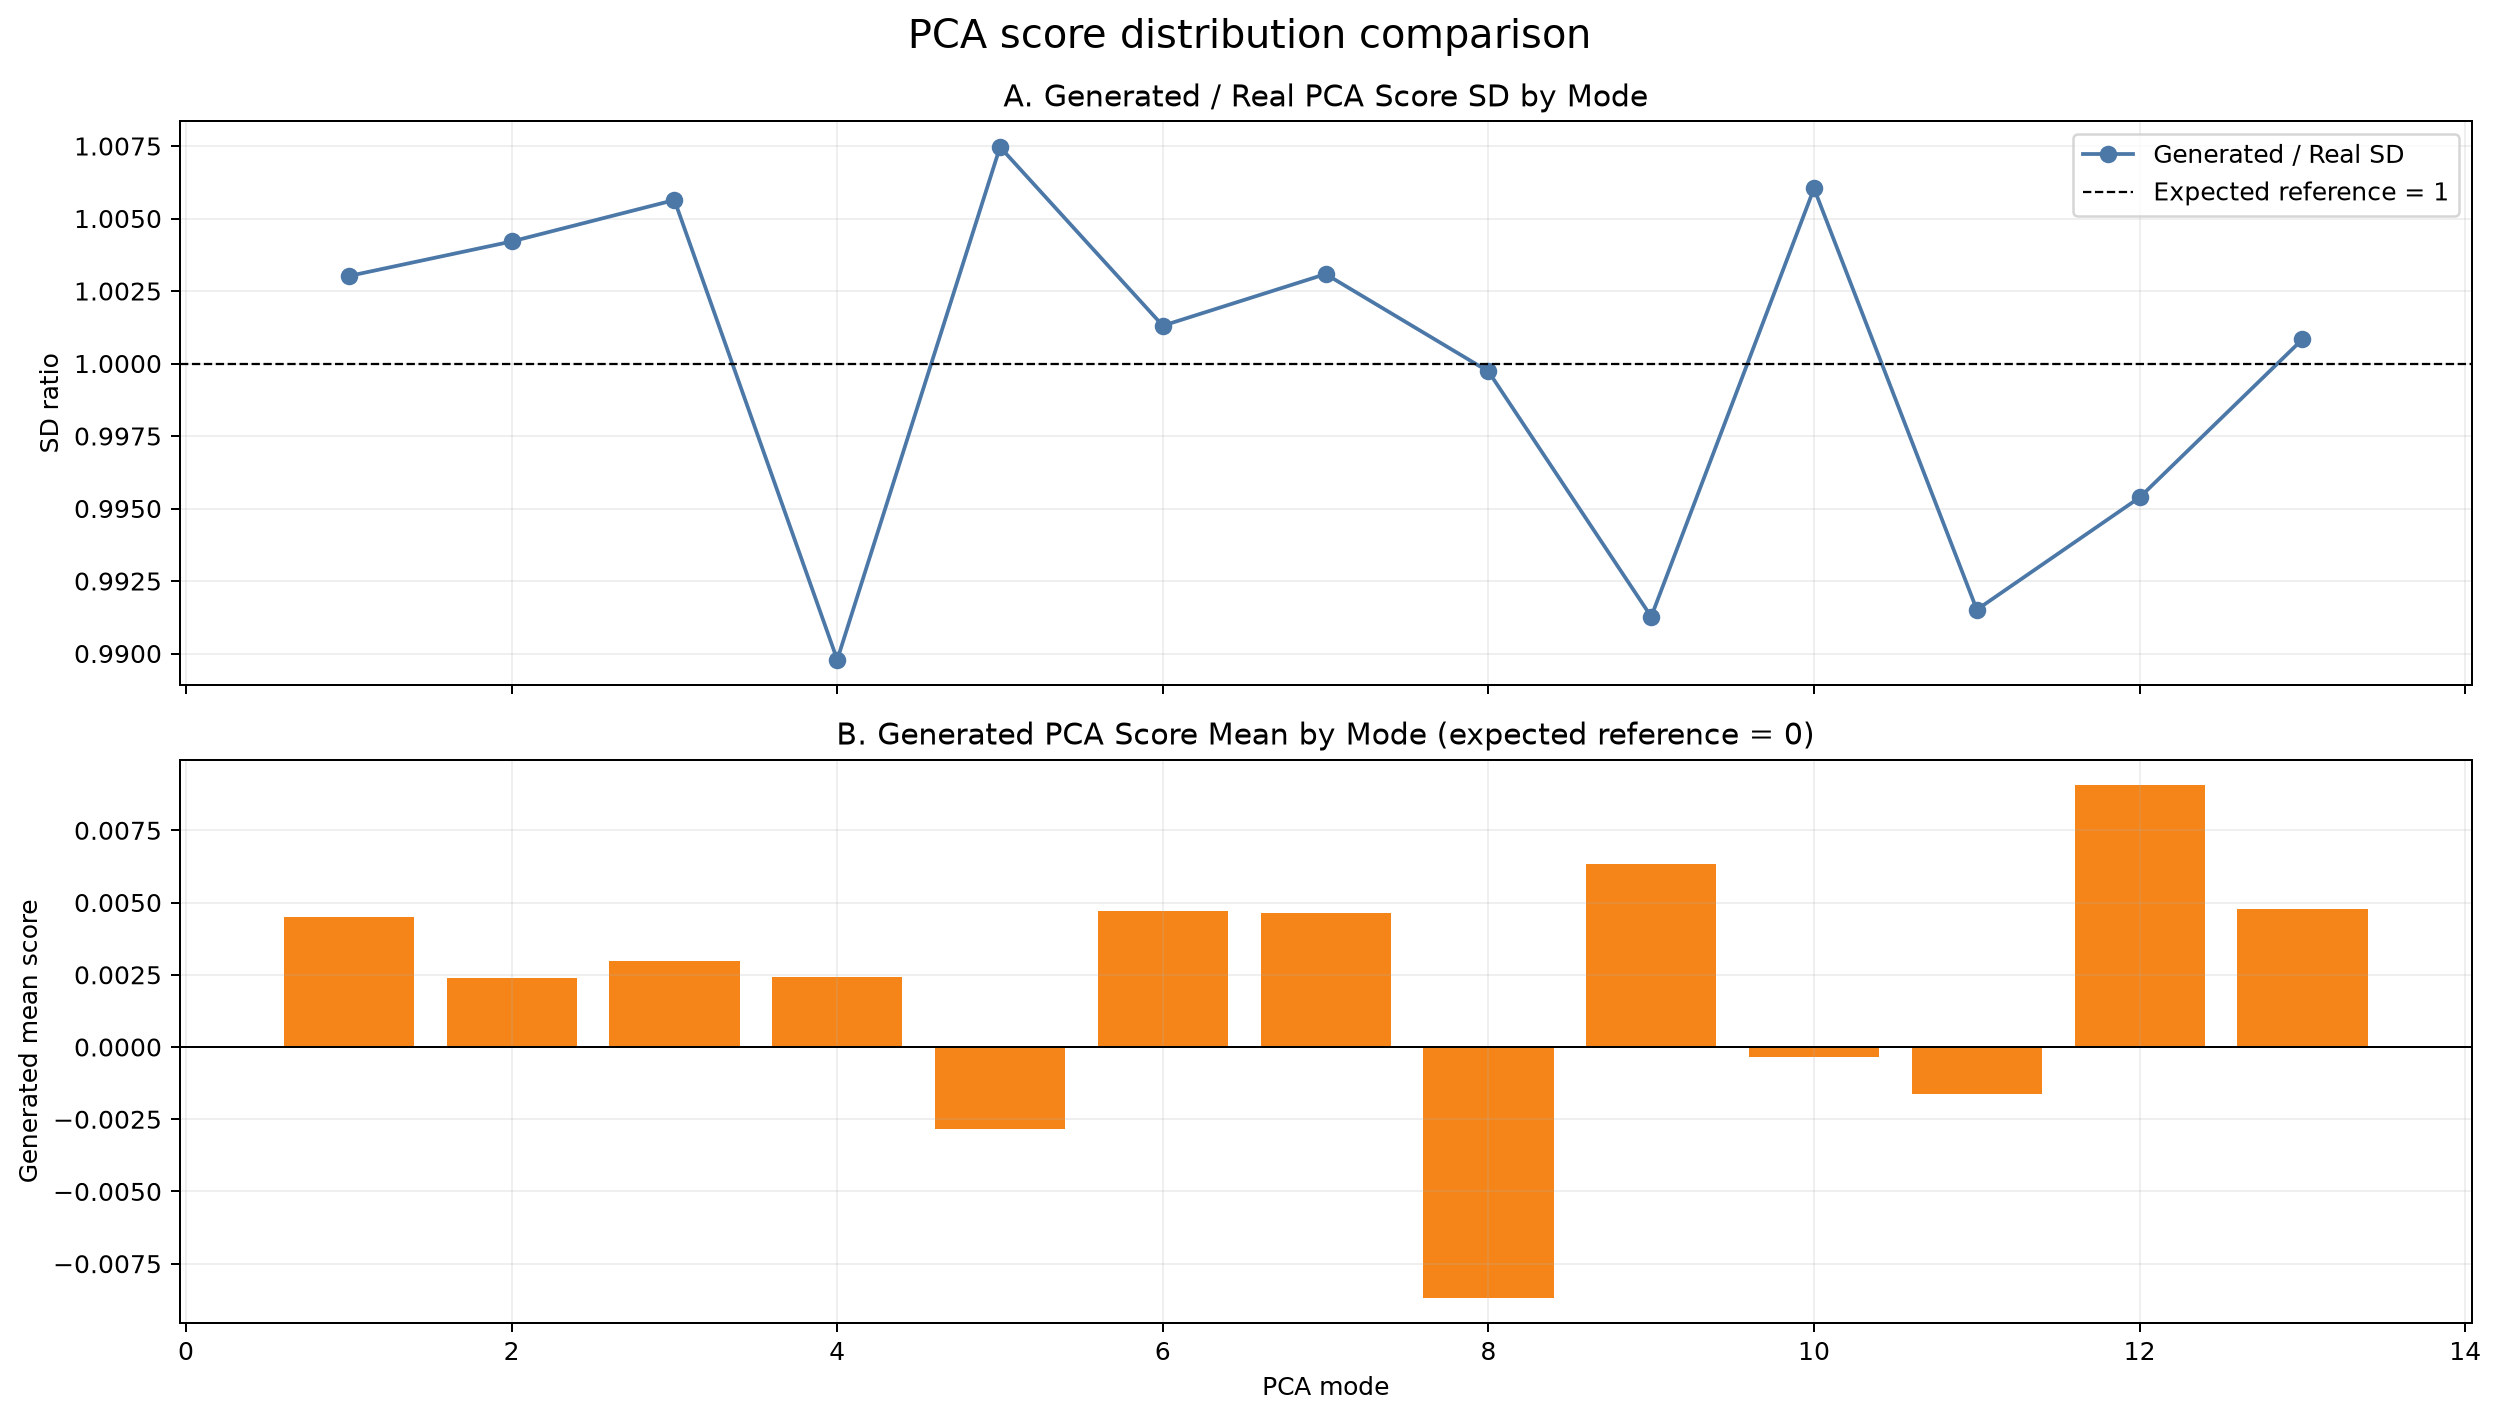 PCA score distribution comparison
A. Generated / Real PCA Score SD by Mode
Generated / Real SD
Expected reference = 1
SD ratio
1.0075
1.0050
1.0025
1.0000
0.9975
0.9950
0.9925
0.9900
B. Generated PCA Score Mean by Mode (expected reference = 0)
Generated mean score
0.0075
0.0050
0.0025
0.0000
−0.0025
−0.0050
−0.0075
0 2 4 6 8 10 12 14
PCA mode